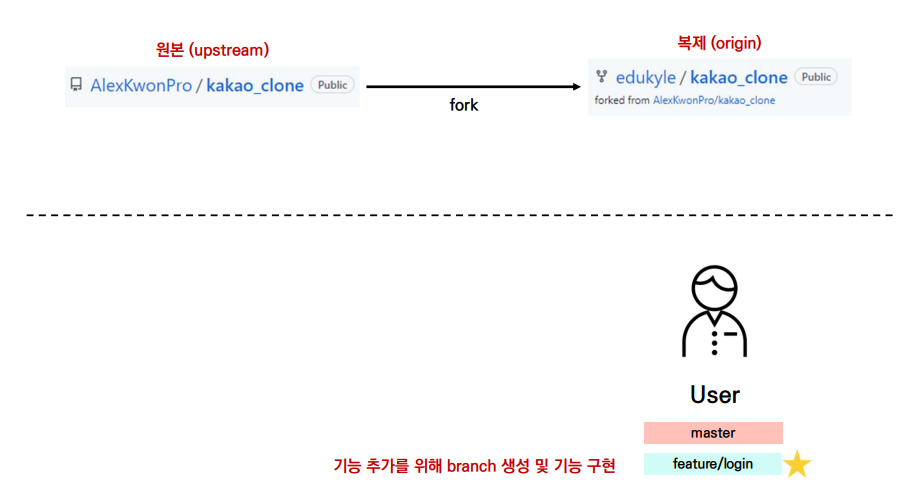 원본 (upstream)
복제 (origin)
AlexKwonPro / kakao_clone Public
fork
edukyle / kakao_clone Public
forked from AlexKwonPro/kakao_clone
User
master
기능 추가를 위해 branch 생성 및 기능 구현
feature/login